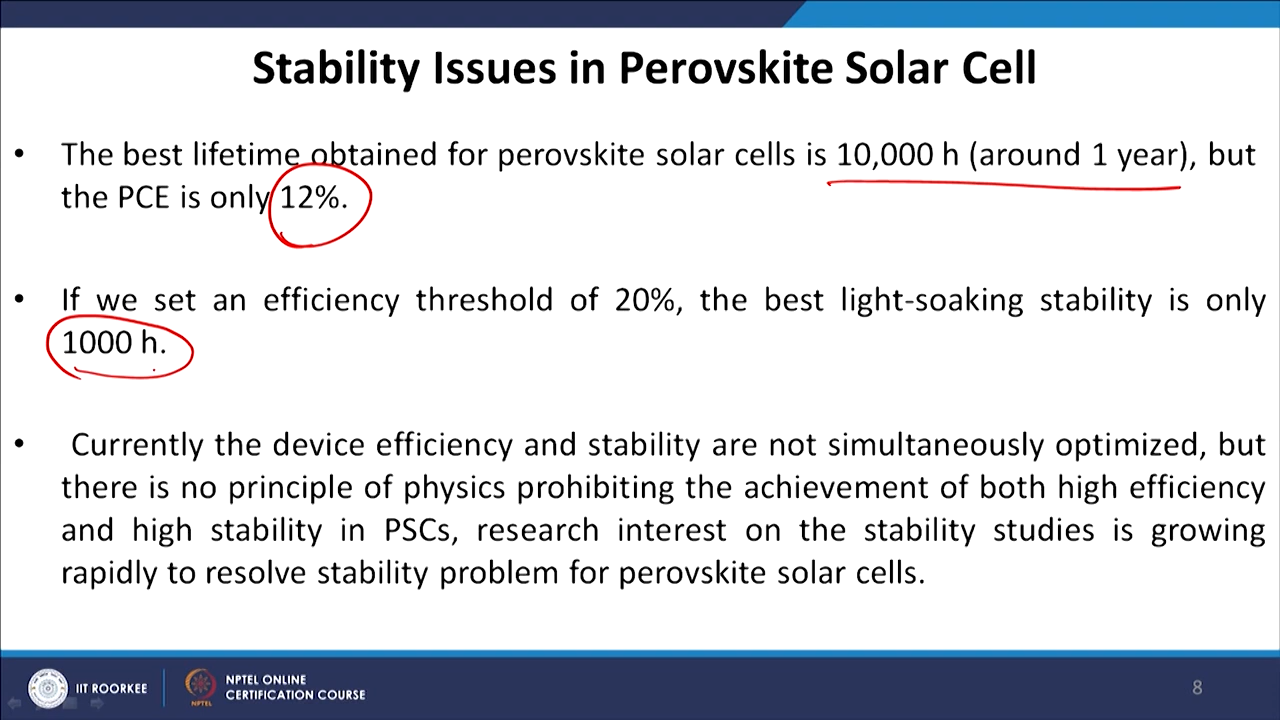 Stability Issues in Perovskite Solar Cell
• The best lifetime obtained for perovskite solar cells is 10,000 h (around 1 year), but
the PCE is only 12%.
• If we set an efficiency threshold of 20%, the best light-soaking stability is only
1000 h.
• Currently the device efficiency and stability are not simultaneously optimized, but
there is no principle of physics prohibiting the achievement of both high efficiency
and high stability in PSCs, research interest on the stability studies is growing
rapidly to resolve stability problem for perovskite solar cells.
IIT ROORKEE
NPTEL
NPTEL ONLINE
CERTIFICATION COURSE
8